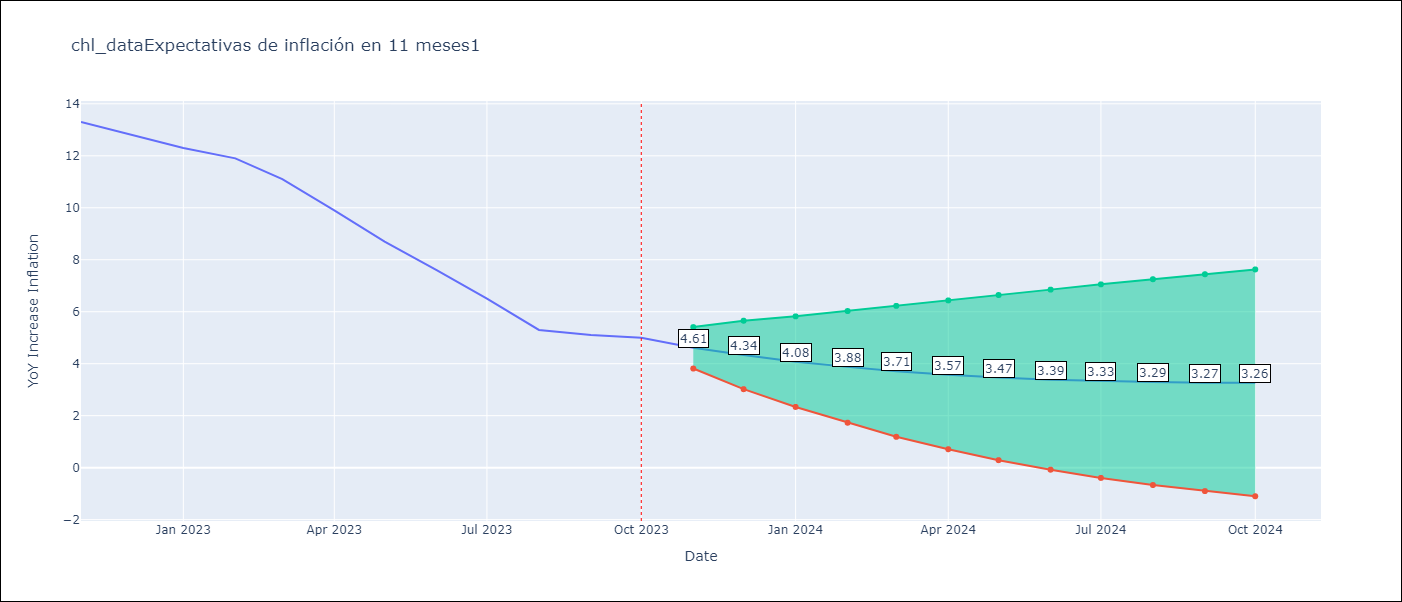 chl_dataExpectativas de inflación en 11 meses1
14
12
10
8
6
4
2
0
−2
YoY Increase Inflation
4.61
4.34
4.08
3.88
3.71
3.57
3.47
3.39
3.33
3.29
3.27
3.26
Jan 2023
Apr 2023
Jul 2023
Oct 2023
Jan 2024
Apr 2024
Jul 2024
Oct 2024
Date